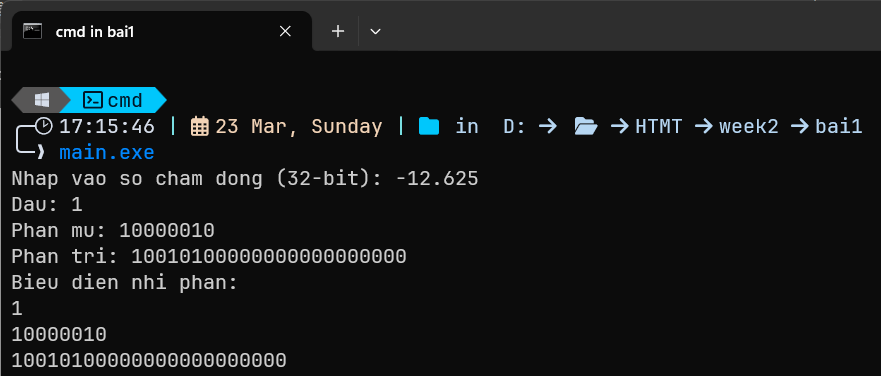 cmd in bai1
cmd
17:15:46 | 23 Mar, Sunday | in D: → → HTMT → week2 → bai1
main.exe
Nhap vao so cham dong (32-bit): -12.625
Dau: 1
Phan mu: 10000010
Phan tri: 10010100000000000000000
Bieu dien nhi phan:
1
10000010
10010100000000000000000